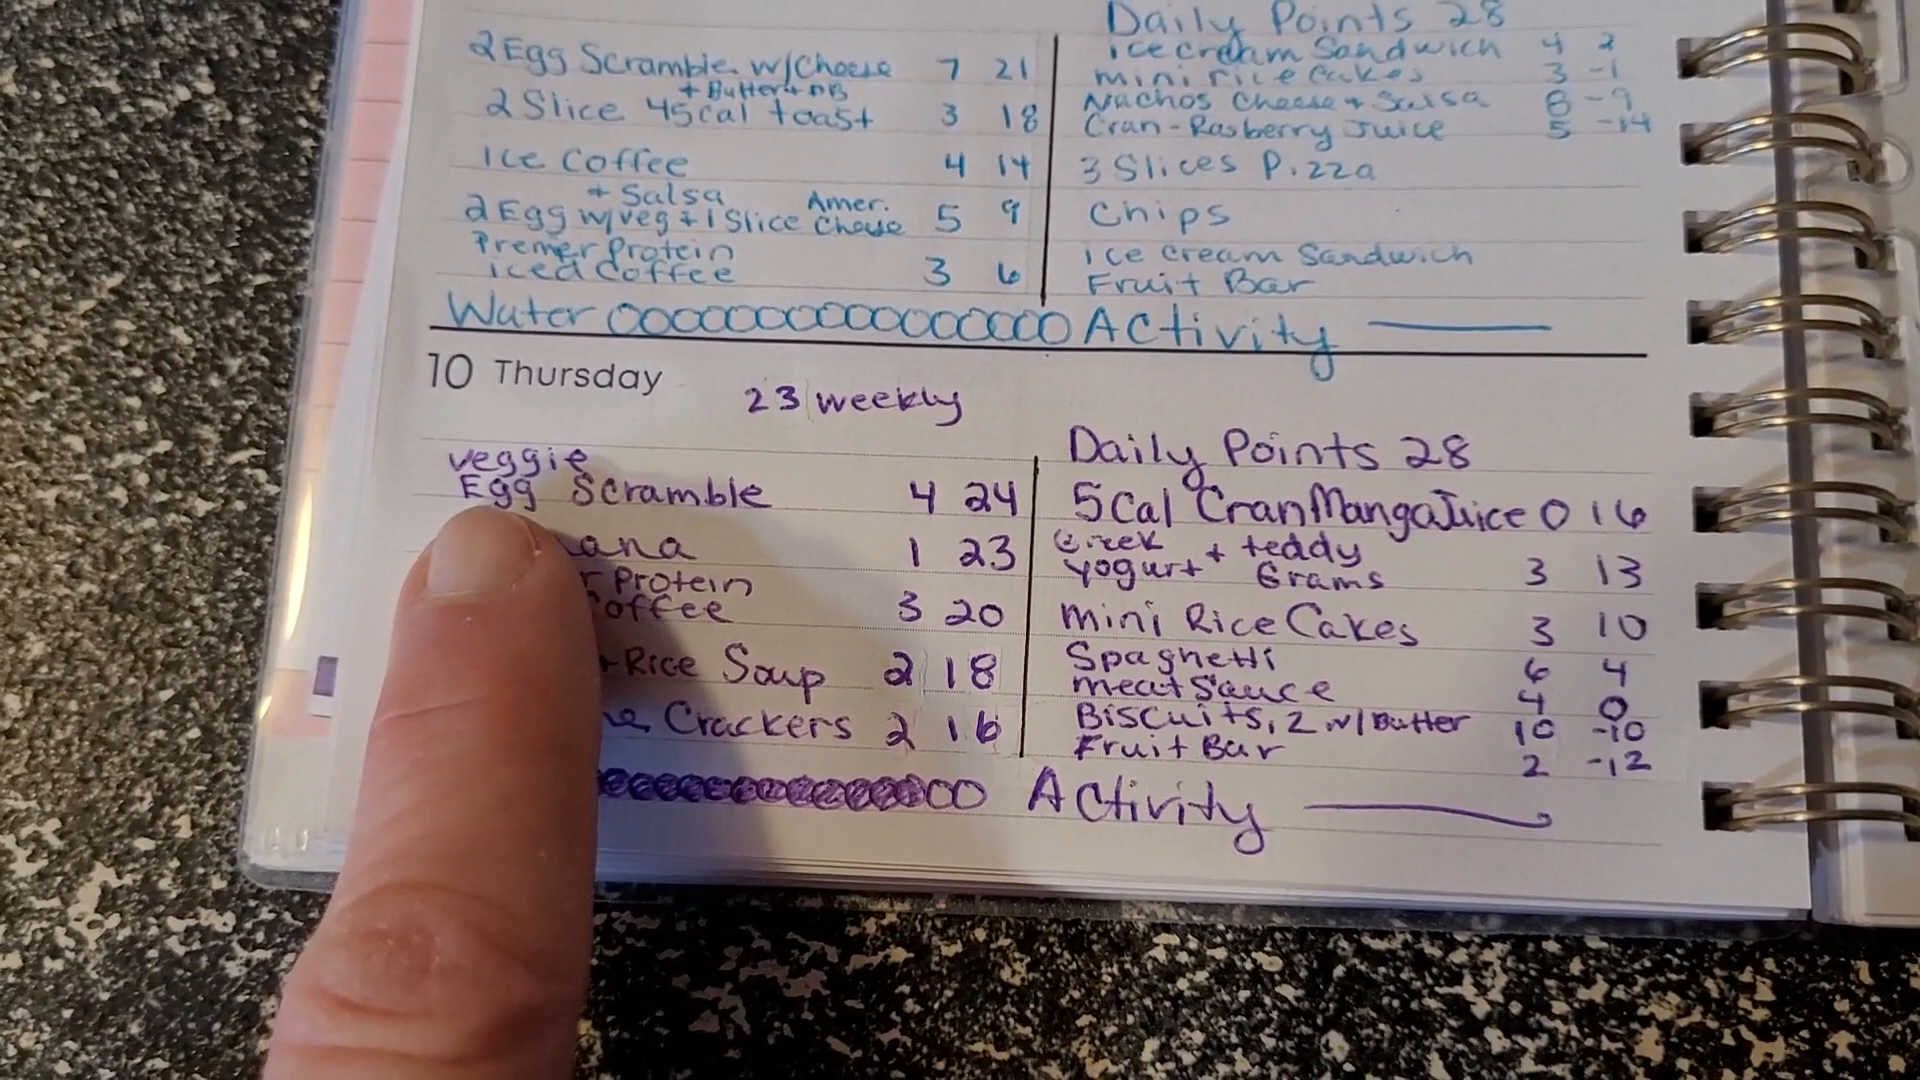 Daily Points 28
2 Egg Scramble w/Cheese 7 21
+ Butter + PB
2 Slice 45cal toast 3 18
Ice Coffee 4 14
+ Salsa Amer.
2 Egg w/veg + 1 Slice Cheese 5 9
Premer Protein
iced Coffee 3 6
ice cream Sandwich 4 2
mini rice cakes 3 -1
Nachos Cheese + Salsa 8 -9
Cran-Rasberry Juice 5 -14
3 Slices Pizza
Chips
ice cream Sandwich
Fruit Bar
Water OOOOOOOOOOOOOOOO Activity
10 Thursday
23 weekly
veggie
Egg Scramble 4 24
ana 1 23
r Protein
Coffee 3 20
+ Rice Soup 2 18
Crackers 2 16
Daily Points 28
5 Cal CranMangaJuice 0 16
Greek + teddy
yogurt Grams 3 13
Mini Rice Cakes 3 10
Spaghetti 6 4
meat Sauce 4 0
Biscuits, 2 w/Butter 10 -10
Fruit Bar 2 -12
Activity